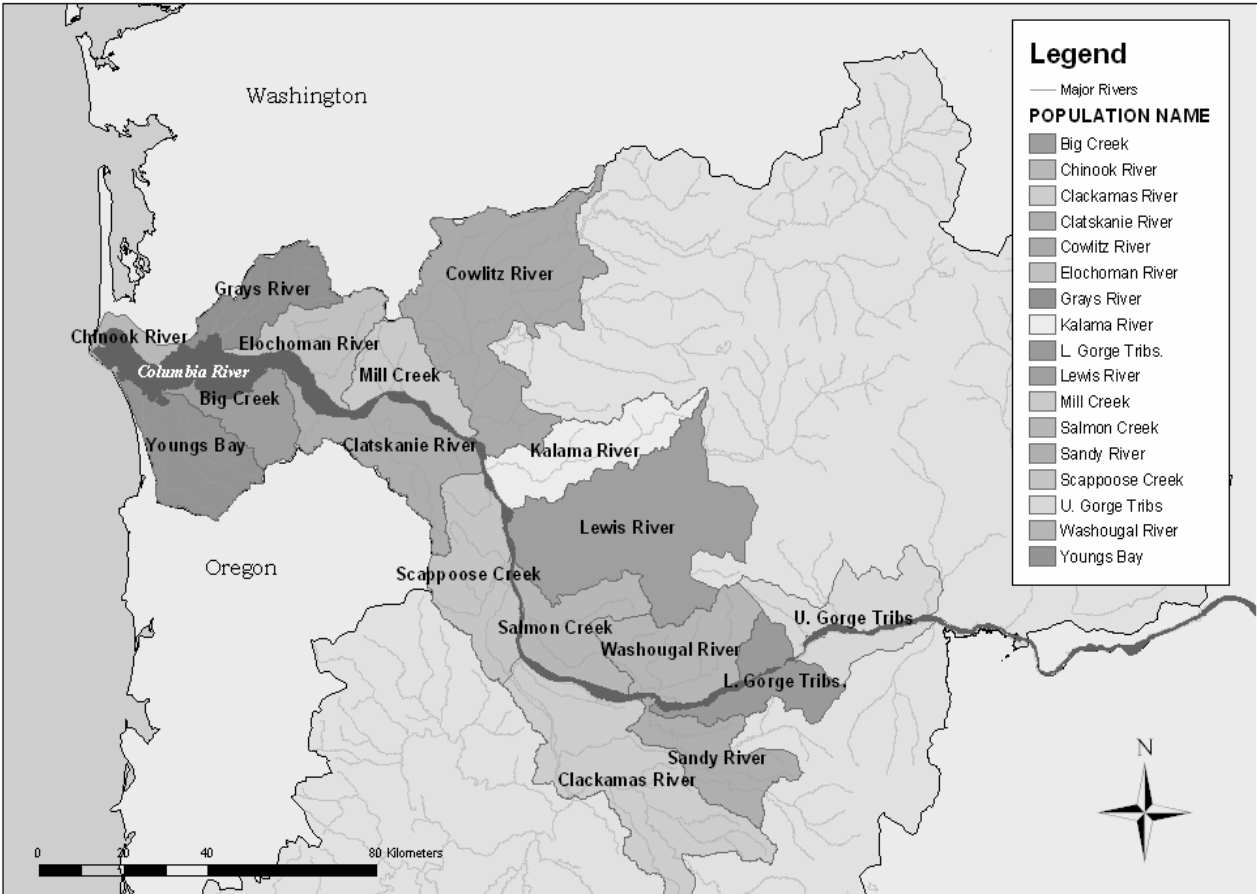 Washington
Legend
Major Rivers
POPULATION NAME
Big Creek
Chinook River
Clackamas River
Clatskanie River
Cowlitz River
Elochoman River
Grays River
Kalama River
L. Gorge Tribs.
Lewis River
Mill Creek
Salmon Creek
Sandy River
Scappoose Creek
U. Gorge Tribs
Washougal River
Youngs Bay
Cowlitz River
Grays River
Chinook River
Elochoman River
Columbia River
Mill Creek
Big Creek
Youngs Bay
Clatskanie River
Kalama River
Lewis River
Oregon
Scappoose Creek
U. Gorge Tribs
Salmon Creek
Washougal River
L. Gorge Tribs.
Sandy River
Clackamas River
N
0 20 40 80 Kilometers